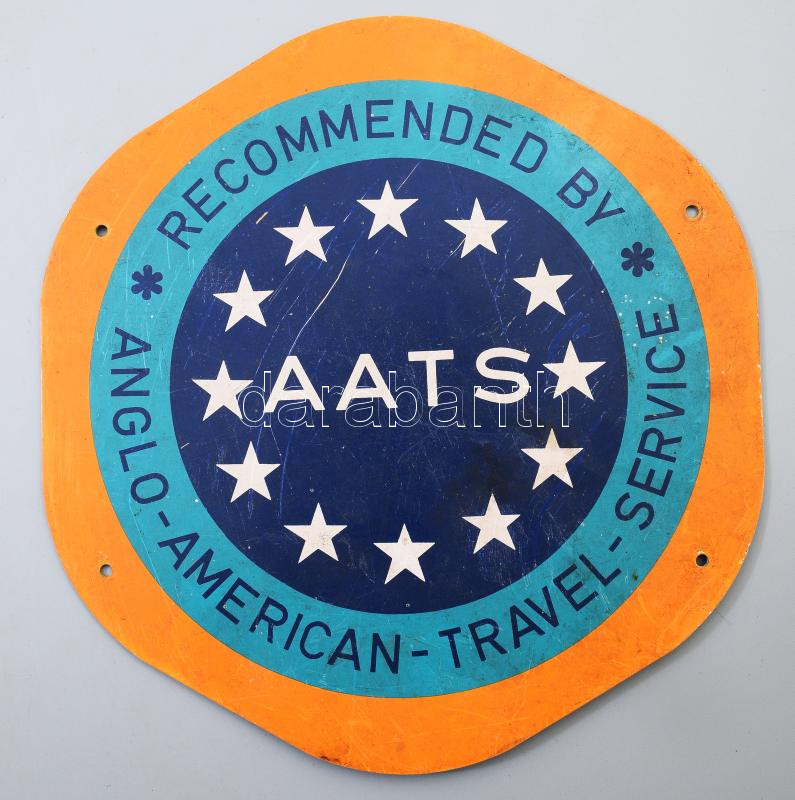 * RECOMMENDED BY *
ANGLO-AMERICAN-TRAVEL-SERVICE
AATS
darabanth